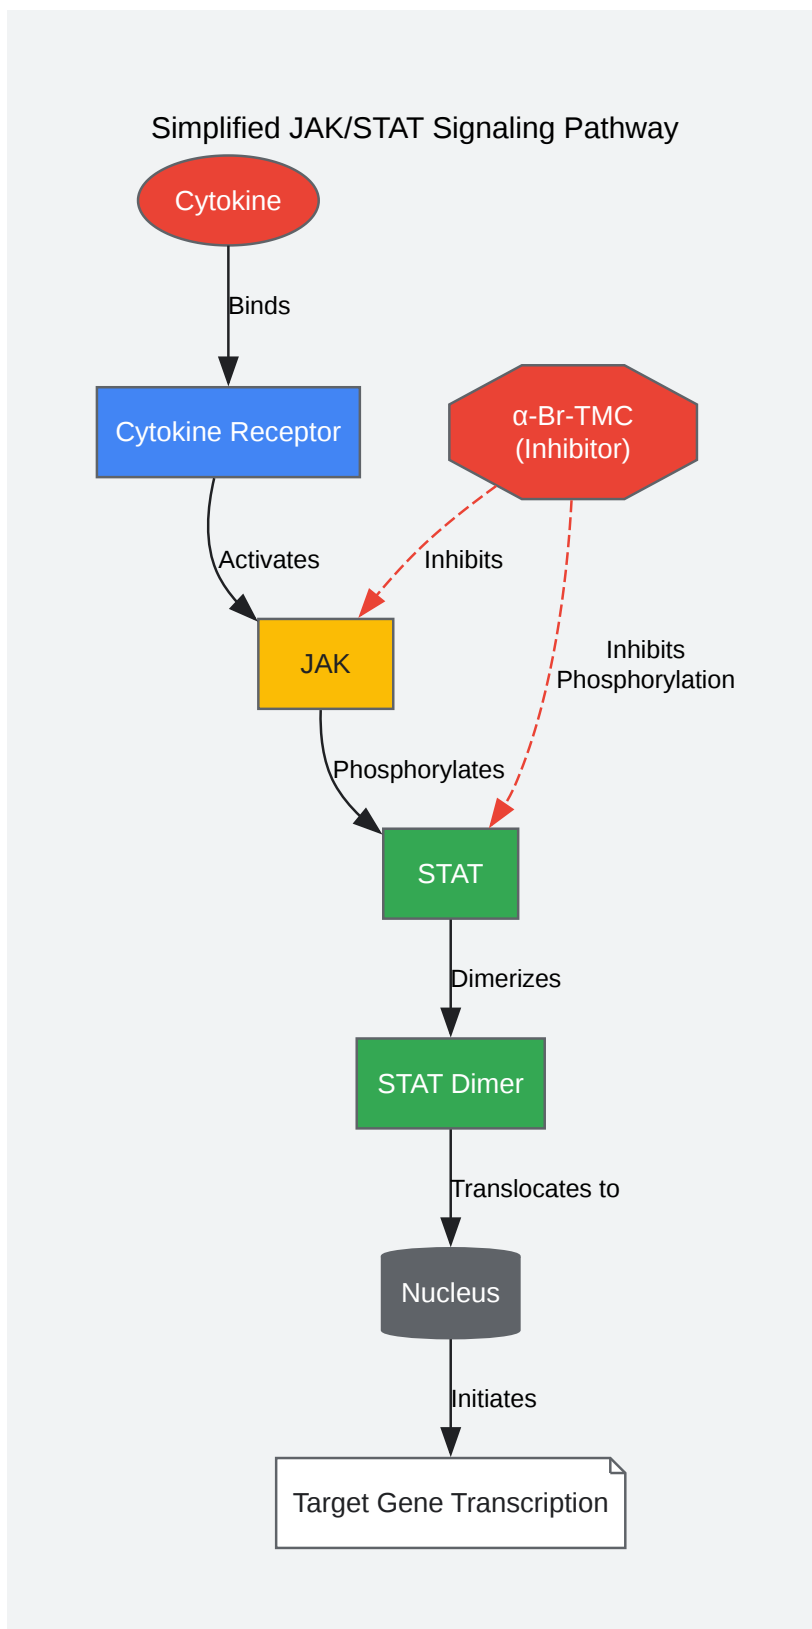 Simplified JAK/STAT Signaling Pathway
Cytokine
Binds
Cytokine Receptor
α-Br-TMC
(Inhibitor)
Activates
Inhibits
JAK
Inhibits
Phosphorylation
Phosphorylates
STAT
Dimerizes
STAT Dimer
Translocates to
Nucleus
Initiates
Target Gene Transcription